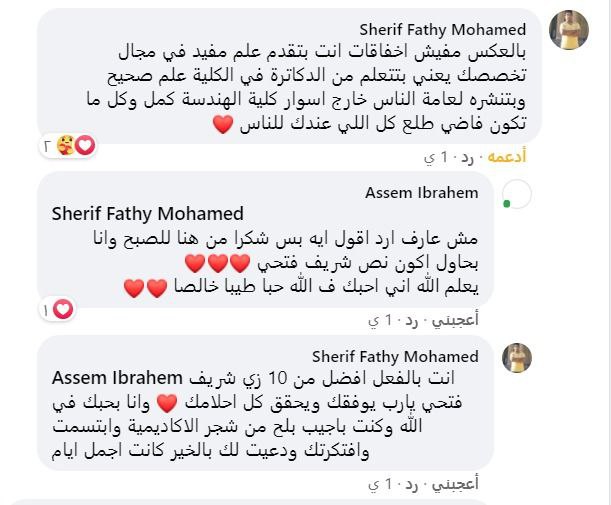 Sherif Fathy Mohamed
بالعكس مفيش اخفاقات انت بتقدم علم مفيد في مجال
تخصصك يعني بتتعلم من الدكاترة في الكلية علم صحيح
وبتنشره لعامة الناس خارج اسوار كلية الهندسة كمل وكل ما
تكون فاضي طلع كل اللي عندك للناس ❤️
٢
أدعمه · رد · 1 ي
Assem Ibrahem
Sherif Fathy Mohamed
مش عارف ارد اقول ايه بس شكرا من هنا للصبح وانا
بحاول اكون نص شريف فتحي ❤️❤️❤️
يعلم الله اني احبك ف الله حبا طيبا خالصا ❤️❤️
١
أعجبني · رد · 1 ي
Sherif Fathy Mohamed
Assem Ibrahem انت بالفعل افضل من 10 زي شريف
فتحي يارب يوفقك ويحقق كل احلامك ❤️ وانا بحبك في
الله وكنت باجيب بلح من شجر الاكاديمية وابتسمت
وافتكرتك ودعيت لك بالخير كانت اجمل ايام
أعجبني · رد · 1 ي